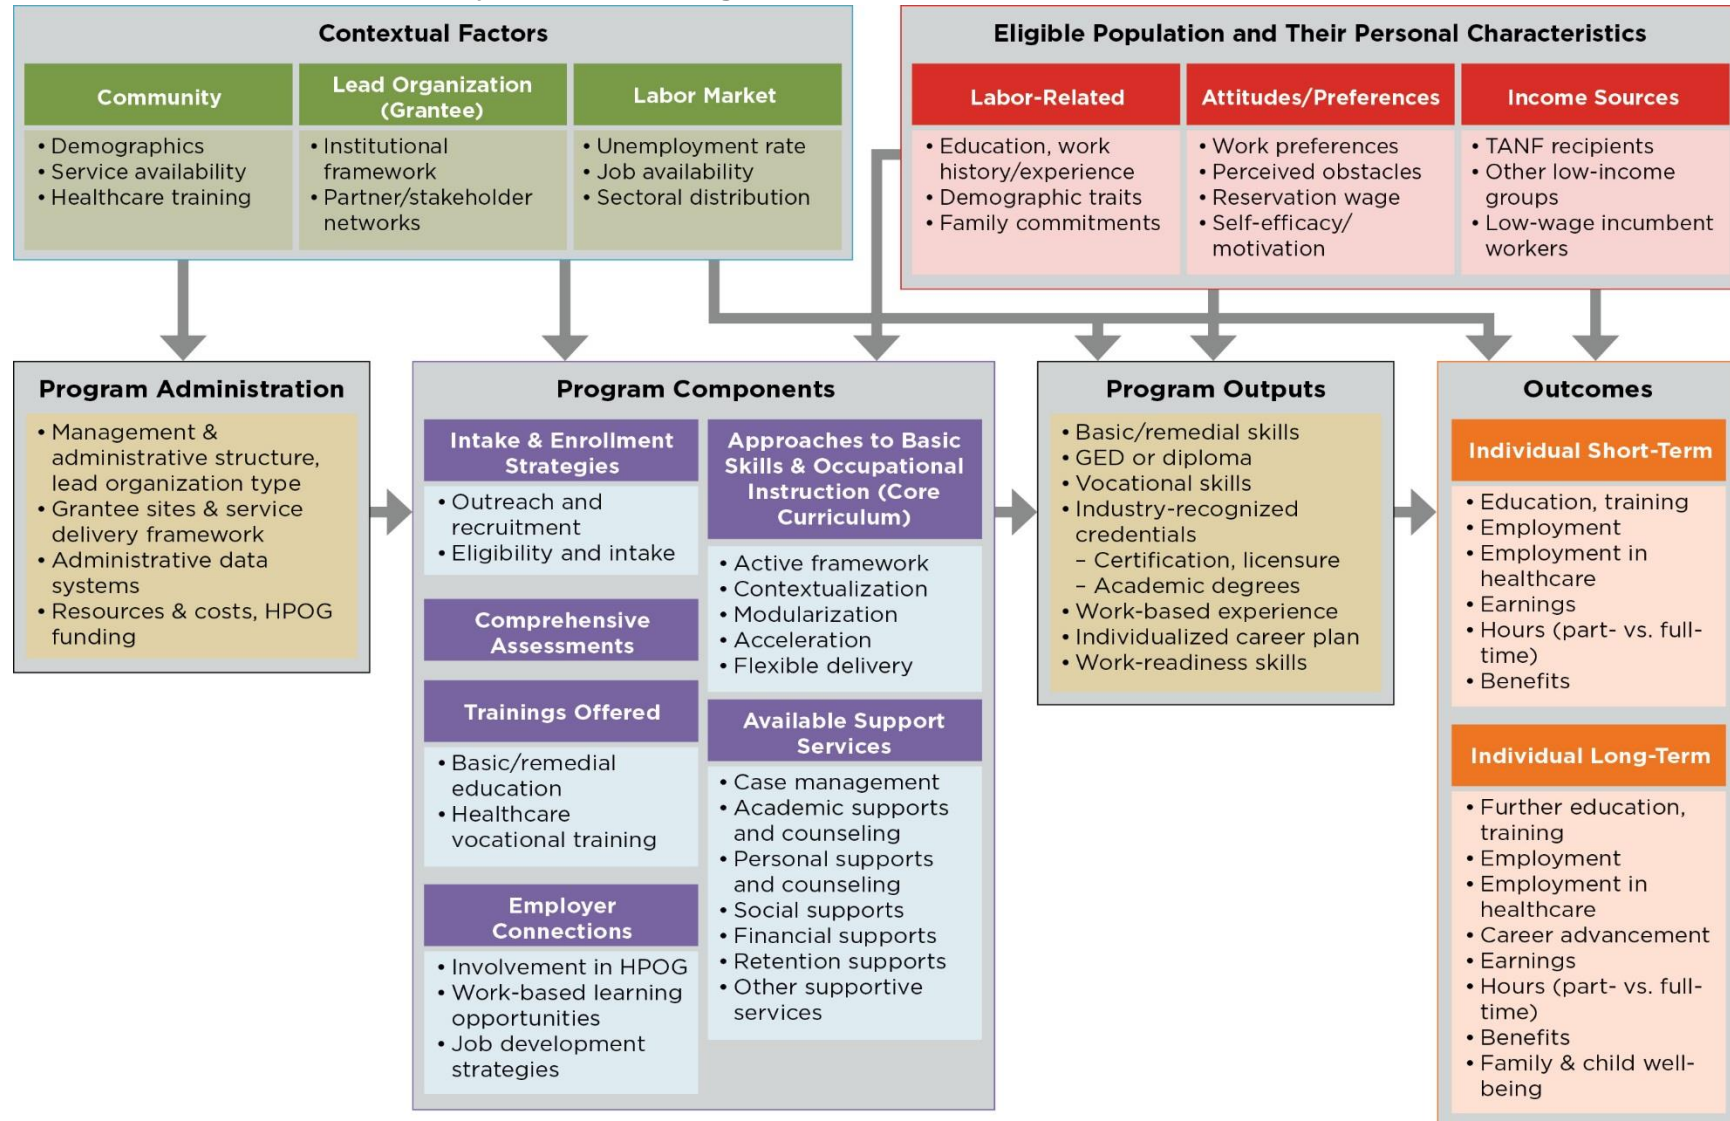 Contextual Factors
Community
• Demographics
• Service availability
• Healthcare training
Lead Organization
(Grantee)
• Institutional
framework
• Partner/stakeholder
networks
Labor Market
• Unemployment rate
• Job availability
• Sectoral distribution
Eligible Population and Their Personal Characteristics
Labor-Related
• Education, work
history/experience
• Demographic traits
• Family commitments
Attitudes/Preferences
• Work preferences
• Perceived obstacles
• Reservation wage
• Self-efficacy/
motivation
Income Sources
• TANF recipients
• Other low-income
groups
• Low-wage incumbent
workers
Program Administration
• Management &
administrative structure,
lead organization type
• Grantee sites & service
delivery framework
• Administrative data
systems
• Resources & costs, HPOG
funding
Program Components
Intake & Enrollment
Strategies
• Outreach and
recruitment
• Eligibility and intake
Comprehensive
Assessments
Trainings Offered
• Basic/remedial
education
• Healthcare
vocational training
Employer
Connections
• Involvement in HPOG
• Work-based learning
opportunities
• Job development
strategies
Approaches to Basic
Skills & Occupational
Instruction (Core
Curriculum)
• Active framework
• Contextualization
• Modularization
• Acceleration
• Flexible delivery
Available Support
Services
• Case management
• Academic supports
and counseling
• Personal supports
and counseling
• Social supports
• Financial supports
• Retention supports
• Other supportive
services
Program Outputs
• Basic/remedial skills
• GED or diploma
• Vocational skills
• Industry-recognized
credentials
– Certification, licensure
– Academic degrees
• Work-based experience
• Individualized career plan
• Work-readiness skills
Outcomes
Individual Short-Term
• Education, training
• Employment
• Employment in
healthcare
• Earnings
• Hours (part- vs. full-
time)
• Benefits
Individual Long-Term
• Further education,
training
• Employment
• Employment in
healthcare
• Career advancement
• Earnings
• Hours (part- vs. full-
time)
• Benefits
• Family & child well-
being